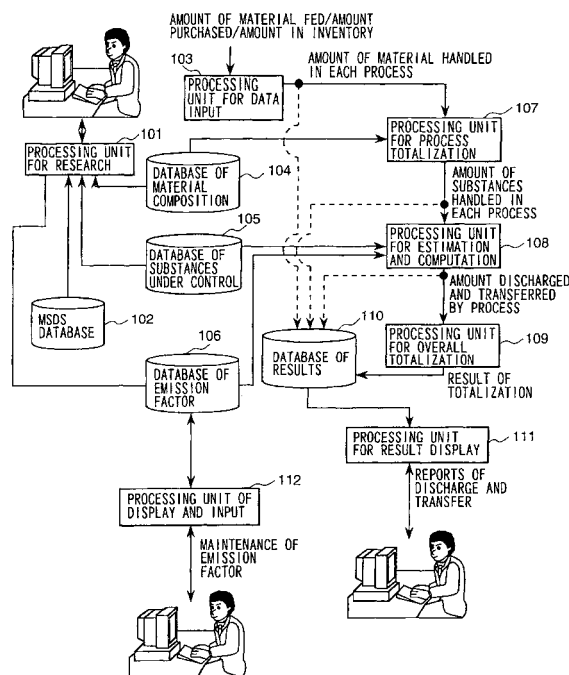 AMOUNT OF MATERIAL FED/AMOUNT
PURCHASED/AMOUNT IN INVENTORY
103
PROCESSING
UNIT FOR DATA
INPUT
AMOUNT OF MATERIAL HANDLED
IN EACH PROCESS
101
PROCESSING UNIT
FOR RESEARCH
107
PROCESSING UNIT
FOR PROCESS
TOTALIZATION
DATABASE OF
MATERIAL
COMPOSITION
104
AMOUNT OF
SUBSTANCES
HANDLED IN
EACH PROCESS
105
DATABASE
OF SUBSTANCES
UNDER CONTROL
PROCESSING UNIT
FOR ESTIMATION
AND COMPUTATION
108
MSDS
DATABASE
102
AMOUNT DISCHARGED
AND TRANSFERRED
BY PROCESS
106
DATABASE OF
EMISSION
FACTOR
110
DATABASE OF
RESULTS
PROCESSING UNIT
FOR OVERALL
TOTALIZATION
109
RESULT OF
TOTALIZATION
PROCESSING UNIT
FOR RESULT DISPLAY
111
112
PROCESSING UNIT OF
DISPLAY AND INPUT
REPORTS OF
DISCHARGE AND
TRANSFER
MAINTENANCE OF
EMISSION
FACTOR